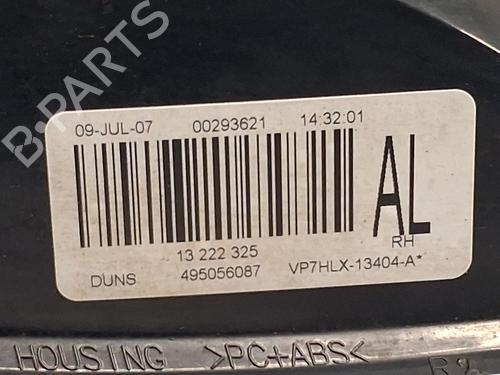 B-PARTS
09-JUL-07 00293621 14:32:01
AL
13 222 325 RH
DUNS 495056087 VP7HLX-13404-A*
HOUSING >PC+ABS<